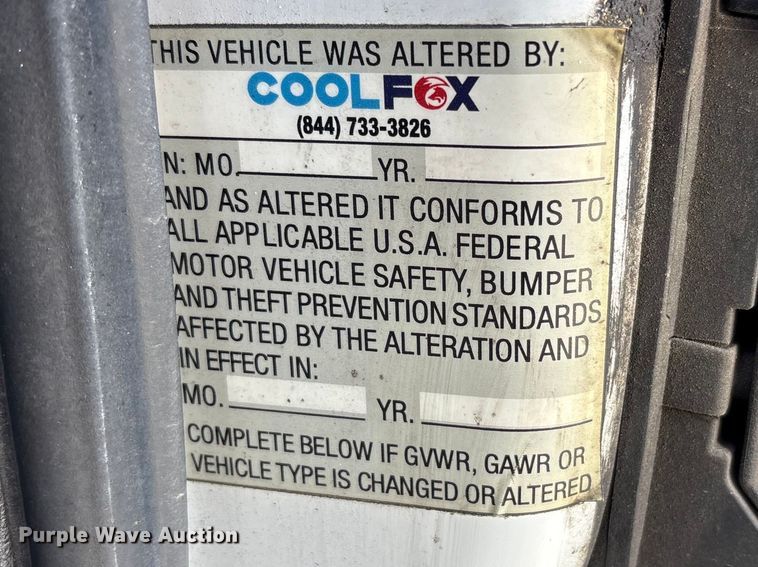 THIS VEHICLE WAS ALTERED BY:
COOLFOX
(844) 733-3826
N: MO. YR.
AND AS ALTERED IT CONFORMS TO
ALL APPLICABLE U.S.A. FEDERAL
MOTOR VEHICLE SAFETY, BUMPER
AND THEFT PREVENTION STANDARDS
AFFECTED BY THE ALTERATION AND
IN EFFECT IN:
MO. YR.
COMPLETE BELOW IF GVWR, GAWR OR
VEHICLE TYPE IS CHANGED OR ALTERED
Purple Wave Auction